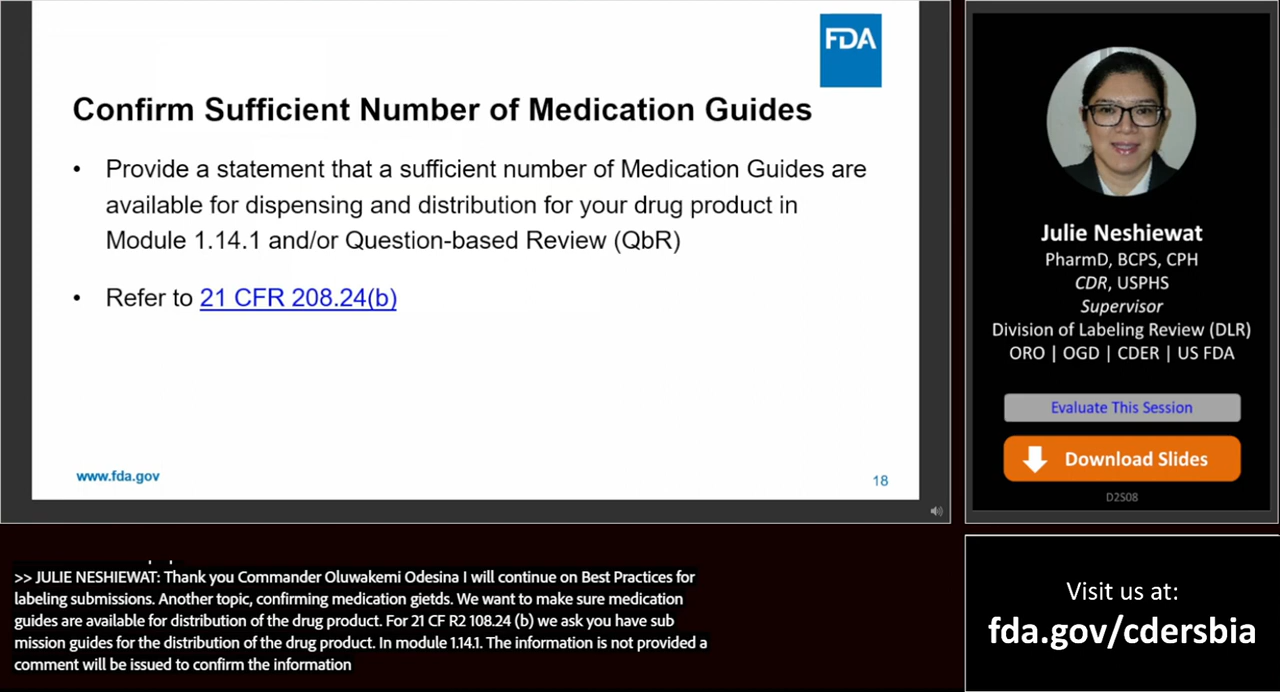 FDA
Confirm Sufficient Number of Medication Guides
• Provide a statement that a sufficient number of Medication Guides are
available for dispensing and distribution for your drug product in
Module 1.14.1 and/or Question-based Review (QbR)
• Refer to 21 CFR 208.24(b)
www.fda.gov
18
Julie Neshiewat
PharmD, BCPS, CPH
CDR, USPHS
Supervisor
Division of Labeling Review (DLR)
ORO | OGD | CDER | US FDA
Evaluate This Session
Download Slides
D2S08
>> JULIE NESHIEWAT: Thank you Commander Oluwakemi Odesina I will continue on Best Practices for
labeling submissions. Another topic, confirming medication gietds. We want to make sure medication
guides are available for distribution of the drug product. For 21 CF R2 108.24 (b) we ask you have sub
mission guides for the distribution of the drug product. In module 1.14.1. The information is not provided a
comment will be issued to confirm the information
Visit us at:
fda.gov/cdersbia